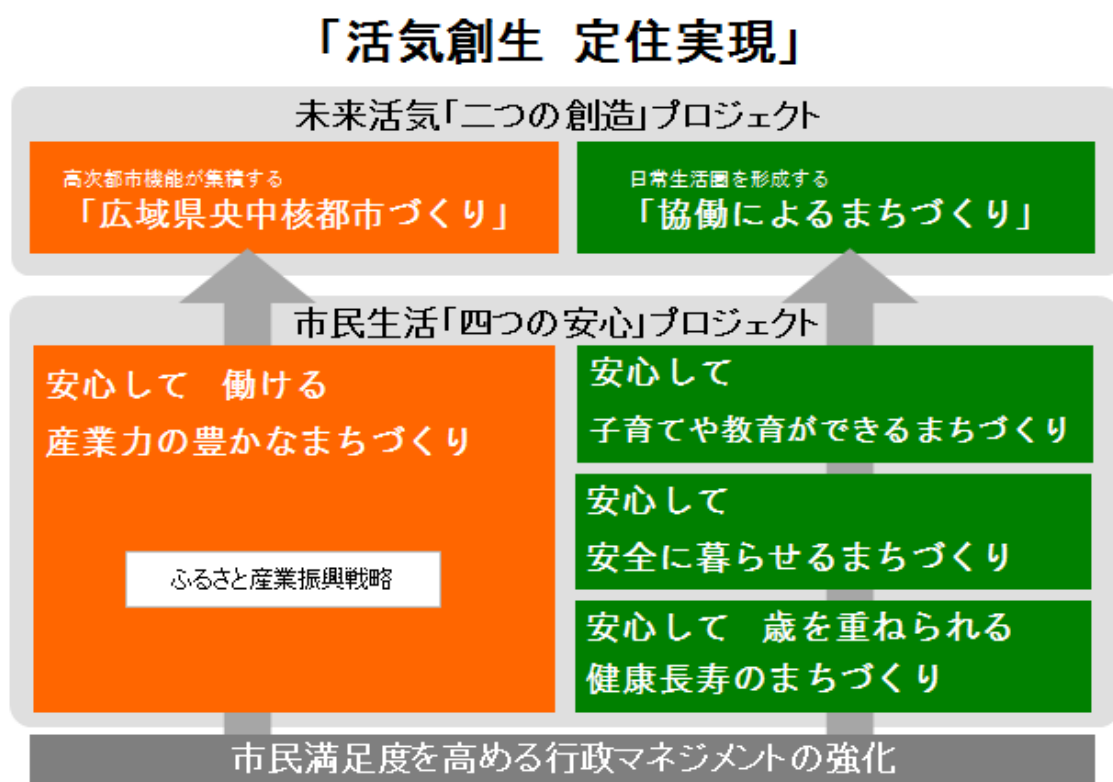 「活気創生 定住実現」
未来活気「二つの創造」プロジェクト
高次都市機能が集積する
「広域県央中核都市づくり」
日常生活圏を形成する
「協働によるまちづくり」
市民生活「四つの安心」プロジェクト
安心して 働ける
産業力の豊かなまちづくり
ふるさと産業振興戦略
安心して
子育てや教育ができるまちづくり
安心して
安全に暮らせるまちづくり
安心して 歳を重ねられる
健康長寿のまちづくり
市民満足度を高める行政マネジメントの強化